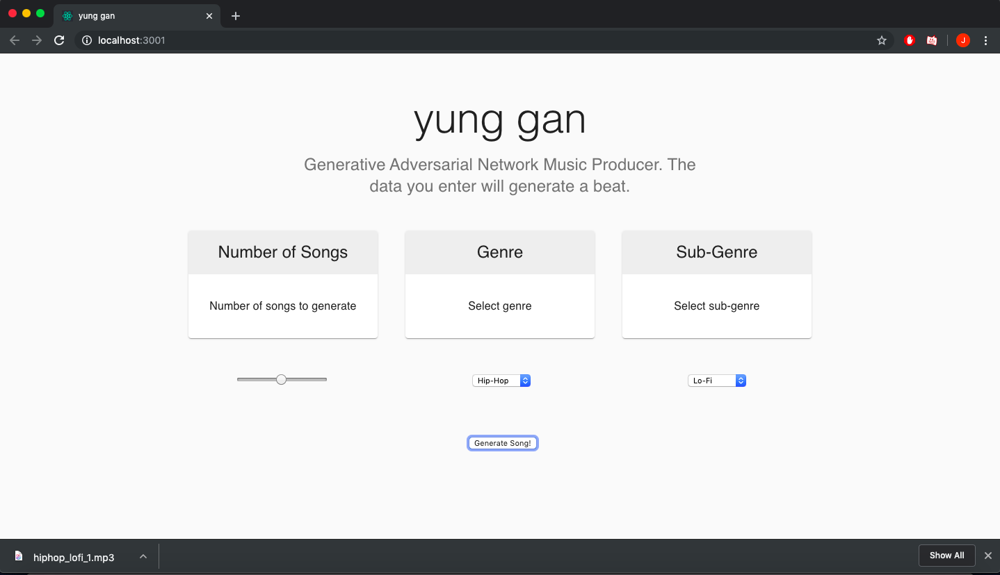 yung gan
localhost:3001
J
yung gan
Generative Adversarial Network Music Producer. The
data you enter will generate a beat.
Number of Songs
Number of songs to generate
Genre
Select genre
Sub-Genre
Select sub-genre
Hip-Hop
Lo-Fi
Generate Song!
hiphop_lofi_1.mp3
Show All